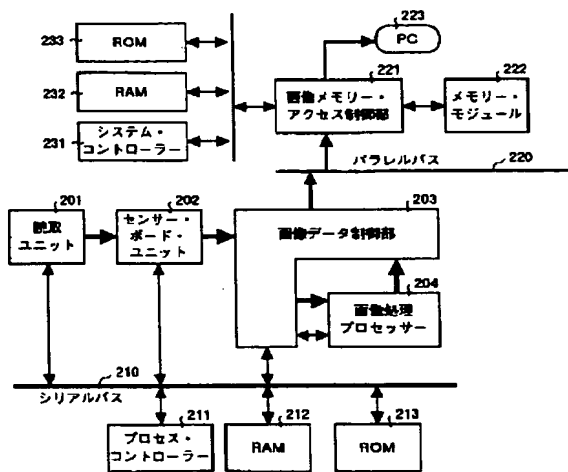 223
PC
233
ROM
221
222
画像メモリー・
アクセス制御部
メモリー・
モジュール
232
RAM
231
システム・
コントローラー
パラレルバス
220
201
読取
ユニット
202
センサー・
ボード・
ユニット
203
画像データ制御部
204
画像処理
プロセッサー
210
シリアルバス
211
プロセス・
コントローラー
212
RAM
213
ROM